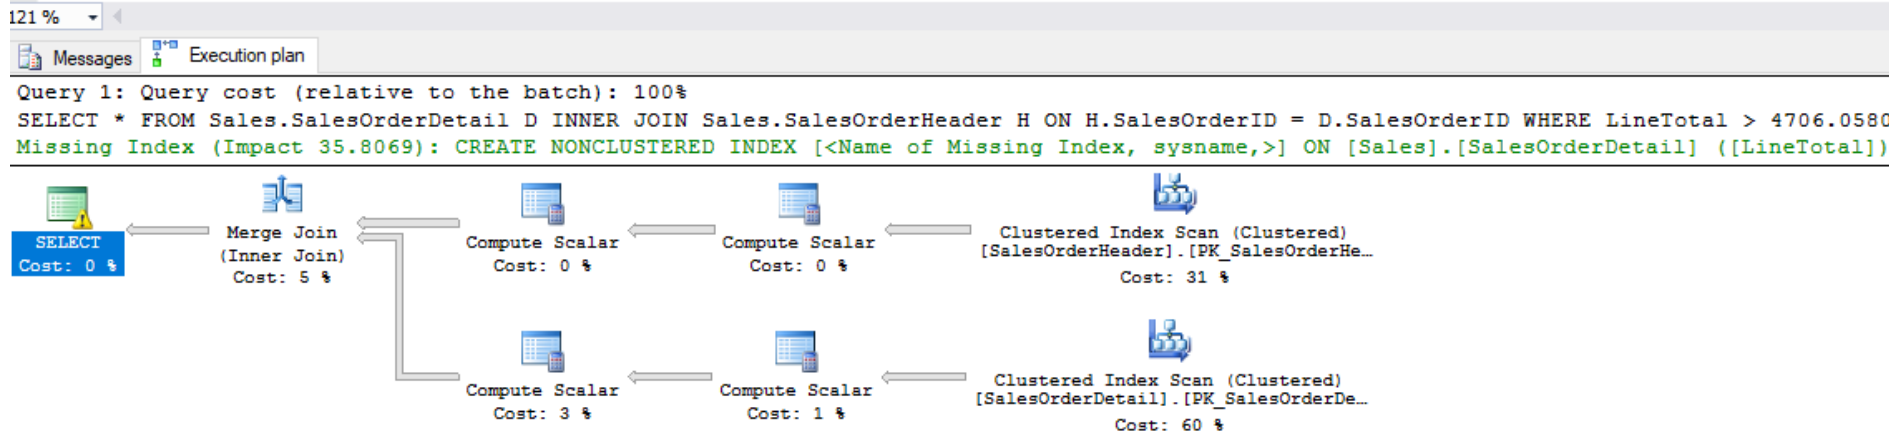 121 %
Messages
Execution plan
Query 1: Query cost (relative to the batch): 100%
SELECT * FROM Sales.SalesOrderDetail D INNER JOIN Sales.SalesOrderHeader H ON H.SalesOrderID = D.SalesOrderID WHERE LineTotal > 4706.0580
Missing Index (Impact 35.8069): CREATE NONCLUSTERED INDEX [<Name of Missing Index, sysname,>] ON [Sales].[SalesOrderDetail] ([LineTotal])
SELECT
Cost: 0 %
Merge Join
(Inner Join)
Cost: 5 %
Compute Scalar
Cost: 0 %
Compute Scalar
Cost: 0 %
Clustered Index Scan (Clustered)
[SalesOrderHeader].[PK_SalesOrderHe…
Cost: 31 %
Compute Scalar
Cost: 3 %
Compute Scalar
Cost: 1 %
Clustered Index Scan (Clustered)
[SalesOrderDetail].[PK_SalesOrderDe…
Cost: 60 %